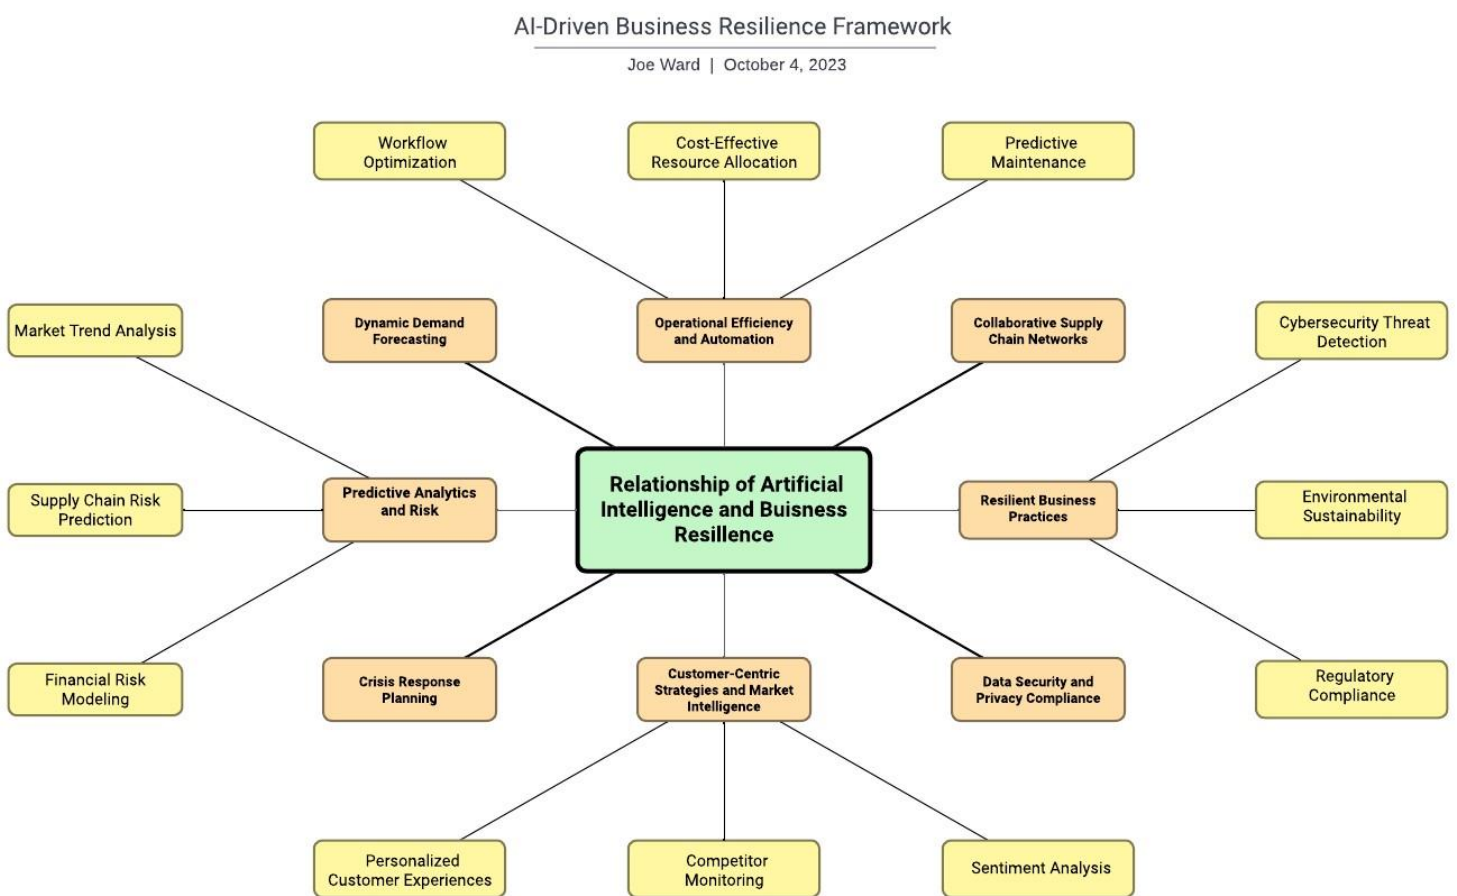 AI-Driven Business Resilience Framework
Joe Ward | October 4, 2023
Workflow
Optimization
Cost-Effective
Resource Allocation
Predictive
Maintenance
Market Trend Analysis
Dynamic Demand
Forecasting
Operational Efficiency
and Automation
Collaborative Supply
Chain Networks
Cybersecurity Threat
Detection
Supply Chain Risk
Prediction
Predictive Analytics
and Risk
Relationship of Artificial
Intelligence and Buisness
Resillence
Resilient Business
Practices
Environmental
Sustainability
Financial Risk
Modeling
Crisis Response
Planning
Customer-Centric
Strategies and Market
Intelligence
Data Security and
Privacy Compliance
Regulatory
Compliance
Personalized
Customer Experiences
Competitor
Monitoring
Sentiment Analysis